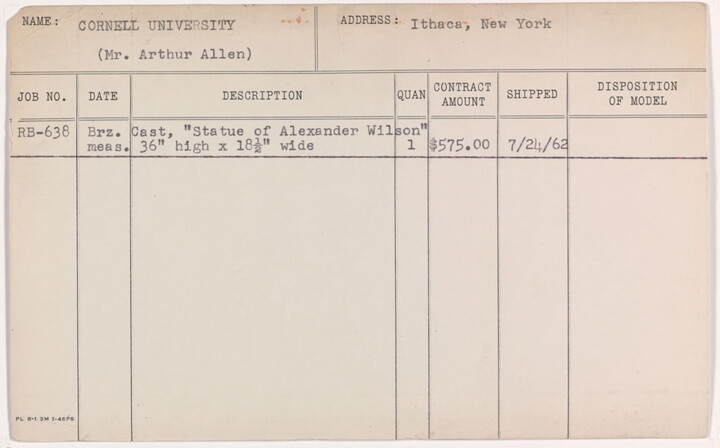 NAME: CORNELL UNIVERSITY ADDRESS: Ithaca, New York
(Mr. Arthur Allen)
JOB NO. DATE DESCRIPTION QUAN CONTRACT AMOUNT SHIPPED DISPOSITION OF MODEL
RB-638 Brz. Cast, "Statue of Alexander Wilson"
meas. 36" high x 18½" wide 1 $575.00 7/24/62